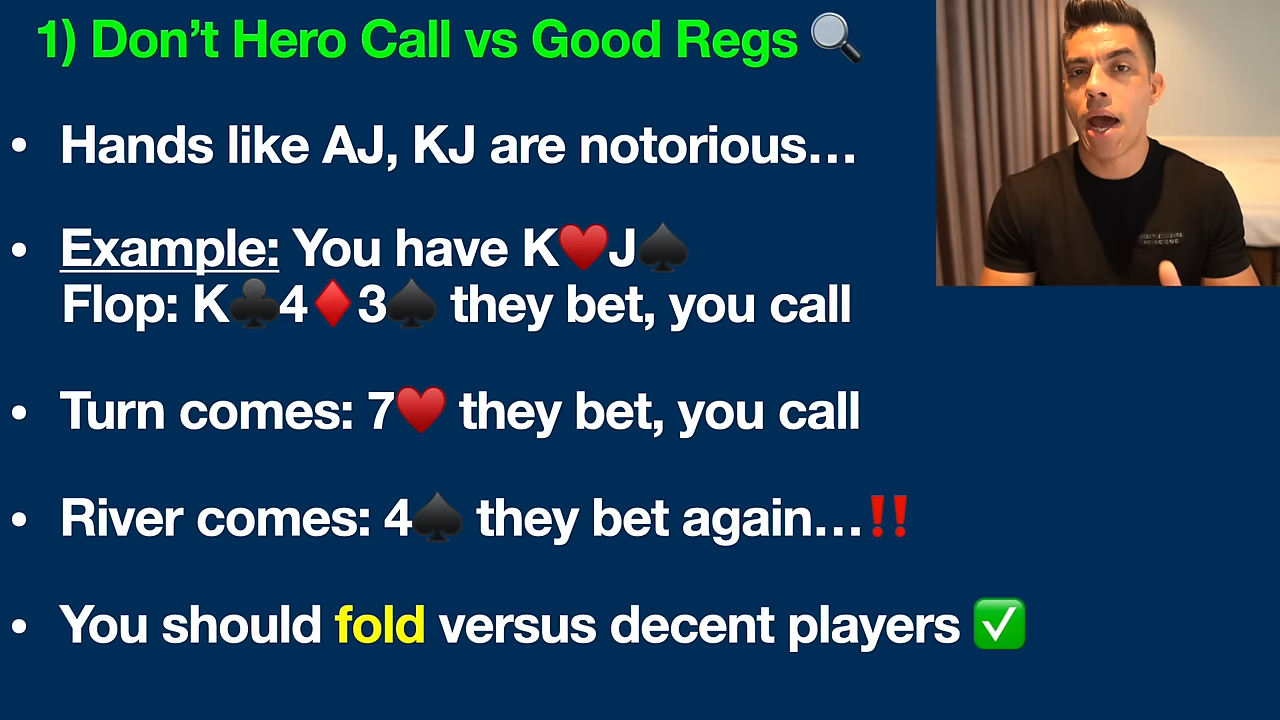 1) Don't Hero Call vs Good Regs 🔍
• Hands like AJ, KJ are notorious…
• Example: You have K♥️J♠️
Flop: K♣️4♦️3♠️ they bet, you call
• Turn comes: 7♥️ they bet, you call
• River comes: 4♠️ they bet again…‼️
• You should fold versus decent players ✅